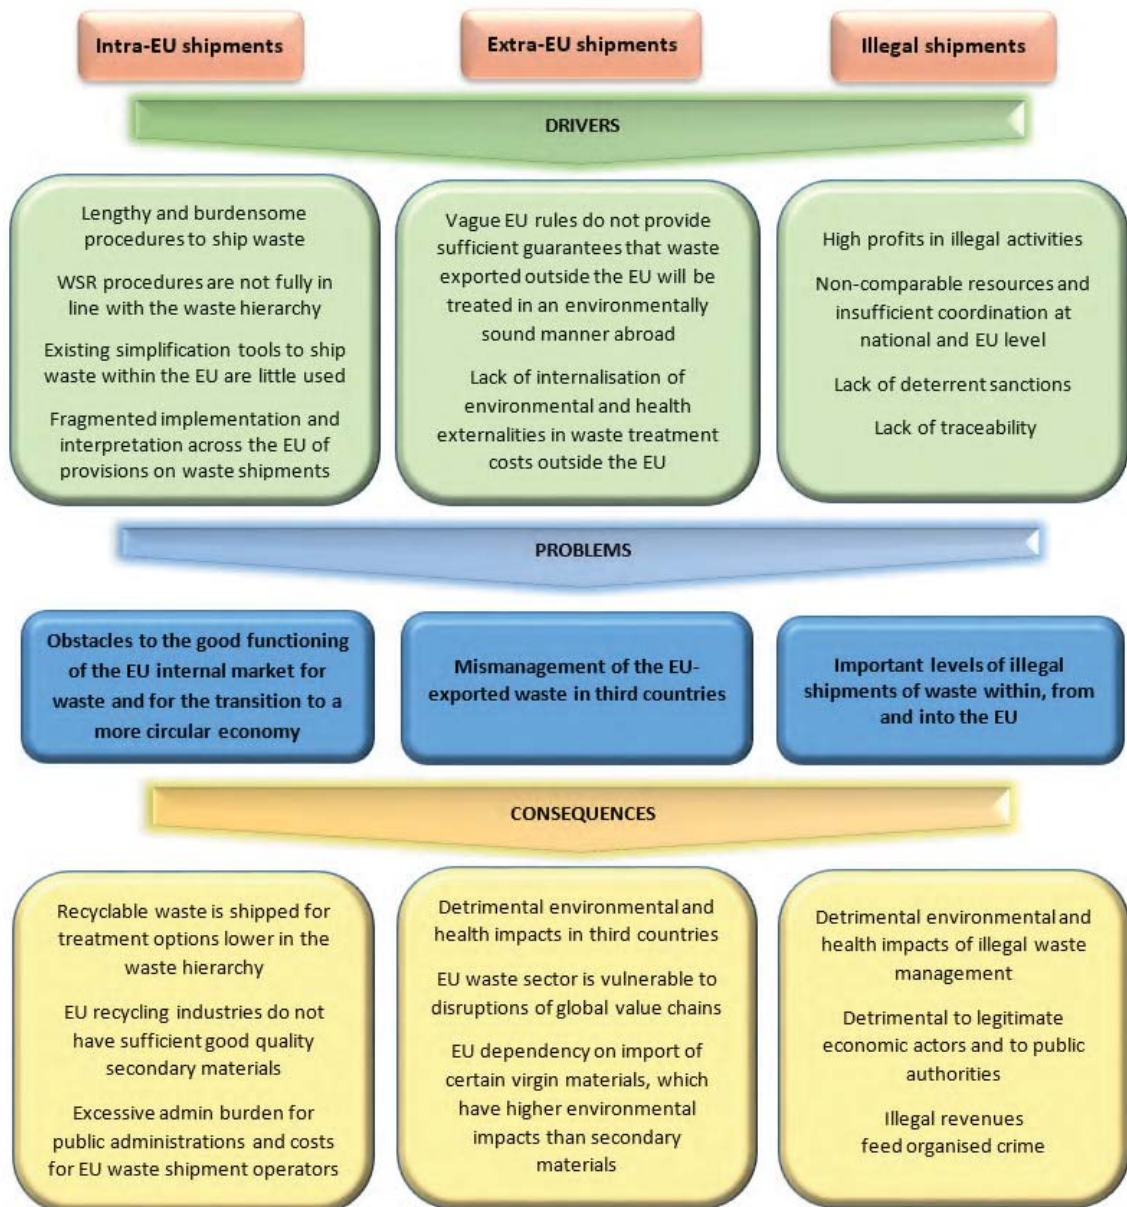 Intra-EU shipments
Extra-EU shipments
Illegal shipments
DRIVERS
Lengthy and burdensome
procedures to ship waste
WSR procedures are not fully in
line with the waste hierarchy
Existing simplification tools to ship
waste within the EU are little used
Fragmented implementation and
interpretation across the EU of
provisions on waste shipments
Vague EU rules do not provide
sufficient guarantees that waste
exported outside the EU will be
treated in an environmentally
sound manner abroad
Lack of internalisation of
environmental and health
externalities in waste treatment
costs outside the EU
High profits in illegal activities
Non-comparable resources and
insufficient coordination at
national and EU level
Lack of deterrent sanctions
Lack of traceability
PROBLEMS
Obstacles to the good functioning
of the EU internal market for
waste and for the transition to a
more circular economy
Mismanagement of the EU-
exported waste in third countries
Important levels of illegal
shipments of waste within, from
and into the EU
CONSEQUENCES
Recyclable waste is shipped for
treatment options lower in the
waste hierarchy
EU recycling industries do not
have sufficient good quality
secondary materials
Excessive admin burden for
public administrations and costs
for EU waste shipment operators
Detrimental environmental and
health impacts in third countries
EU waste sector is vulnerable to
disruptions of global value chains
EU dependency on import of
certain virgin materials, which
have higher environmental
impacts than secondary
materials
Detrimental environmental and
health impacts of illegal waste
management
Detrimental to legitimate
economic actors and to public
authorities
Illegal revenues
feed organised crime